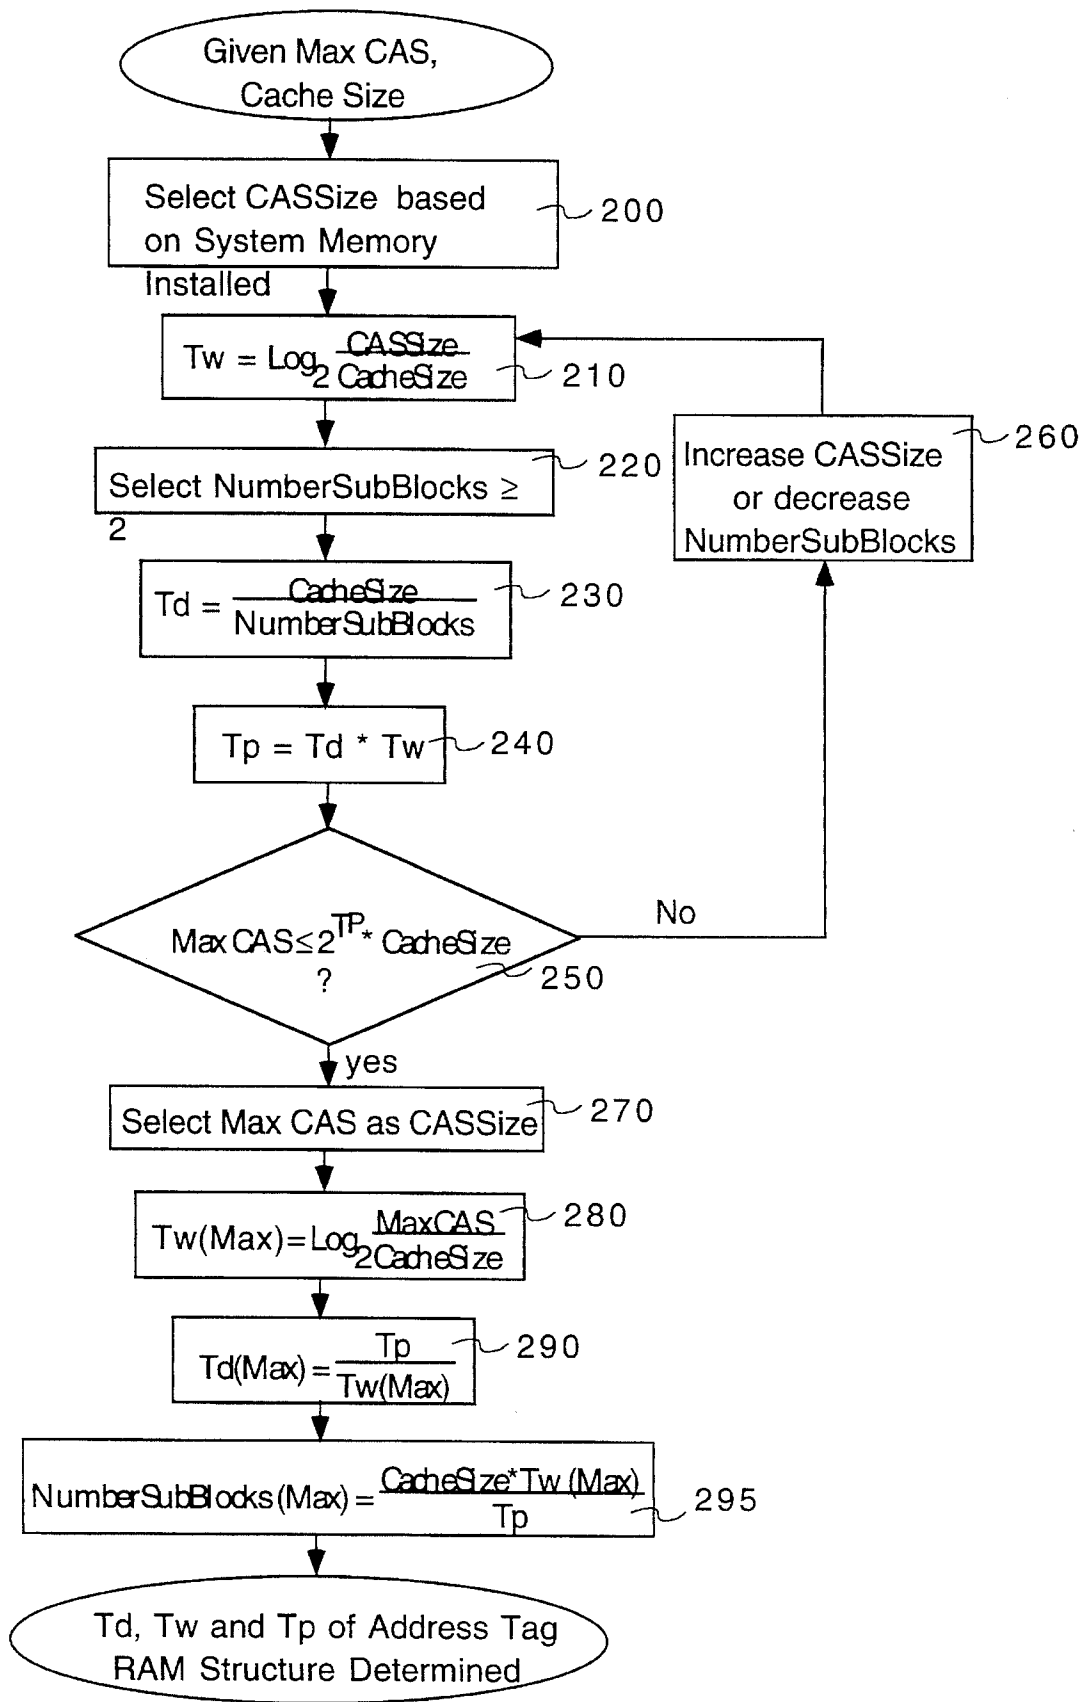 Given Max CAS,
Cache Size
Select CASSize based
on System Memory
Installed
200
Tw = Log2 CASSize
CacheSize
210
Select NumberSubBlocks ≥
2
220
Increase CASSize
or decrease
NumberSubBlocks
260
Td = CacheSize
NumberSubBlocks
230
Tp = Td * Tw
240
Max CAS ≤ 2^TP * CacheSize
?
250
No
yes
Select Max CAS as CASSize
270
Tw(Max) = Log2 MaxCAS
CacheSize
280
Td(Max) = Tp
Tw(Max)
290
NumberSubBlocks(Max) = CacheSize*Tw (Max)
Tp
295
Td, Tw and Tp of Address Tag
RAM Structure Determined